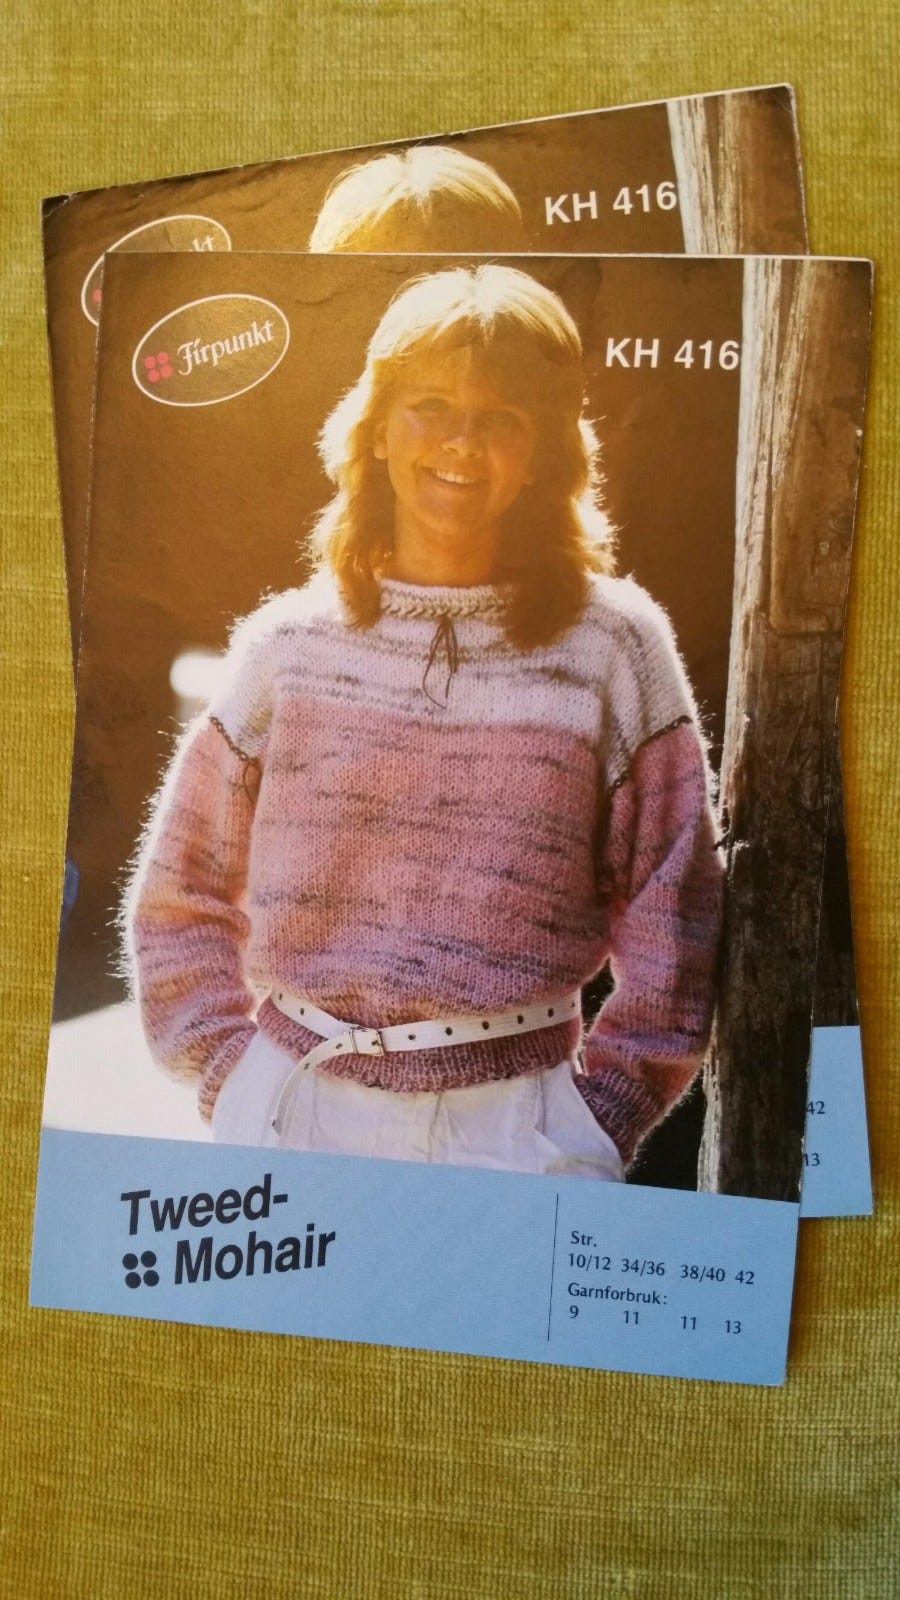 KH 416
kt
Firpunkt
KH 416
Tweed-
Mohair
Str.
10/12 34/36 38/40 42
Garnforbruk:
9 11 11 13
42
13